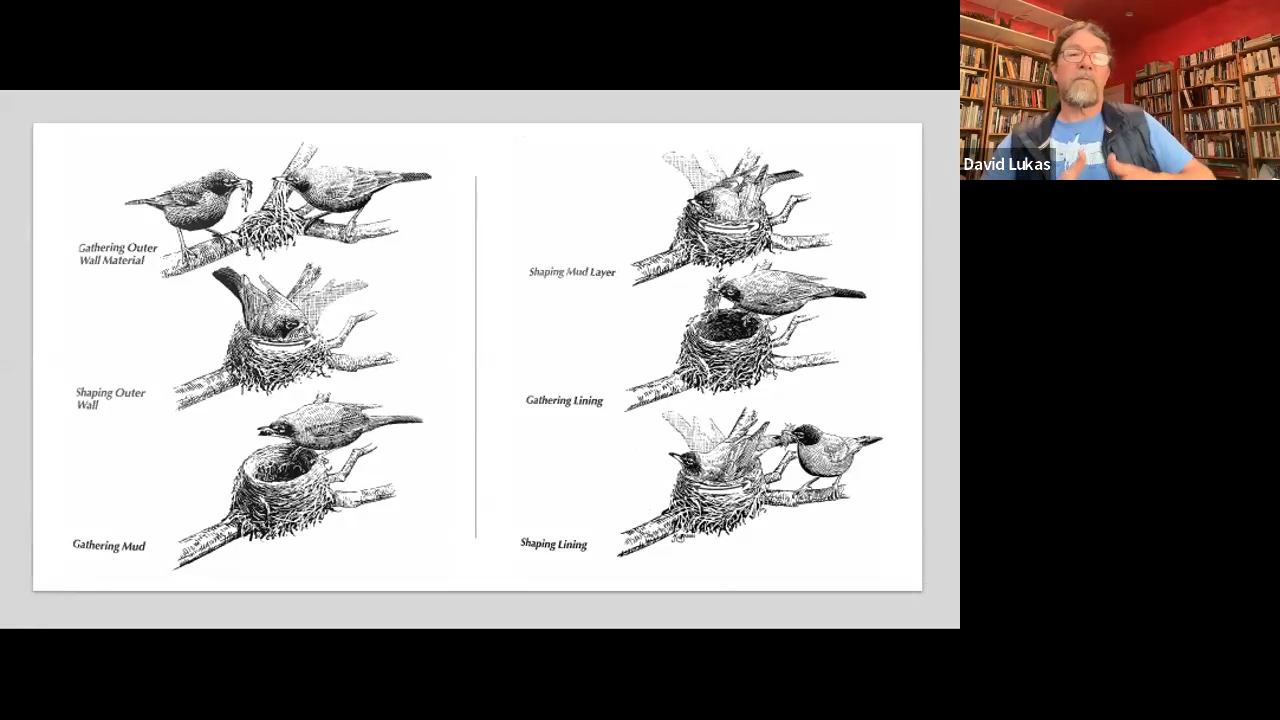 Gathering Outer
Wall Material
Shaping Outer
Wall
Gathering Mud
Shaping Mud Layer
Gathering Lining
Shaping Lining
David Lukas